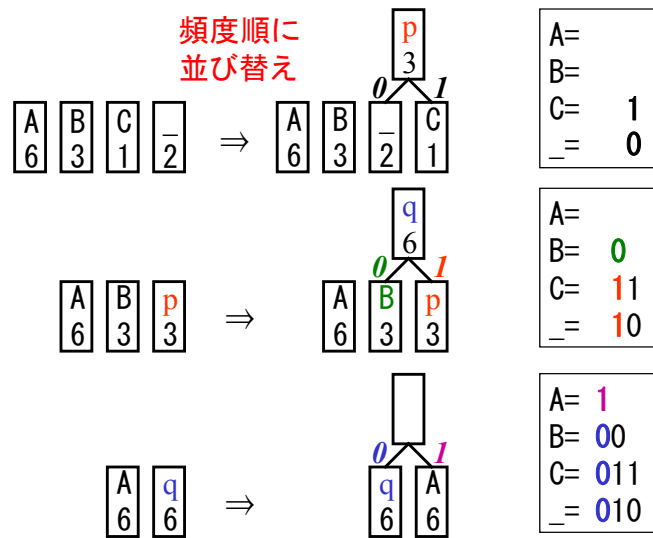 頻度順に
並び替え
p
3
0 1
A B C _ ⇒ A B _ C
6 3 1 2 6 3 2 1
A=
B=
C= 1
_= 0
q
6
0 1
A B p ⇒ A B p
6 3 3 6 3 3
A=
B= 0
C= 11
_= 10
0 1
A q ⇒ q A
6 6 6 6
A= 1
B= 00
C= 011
_= 010